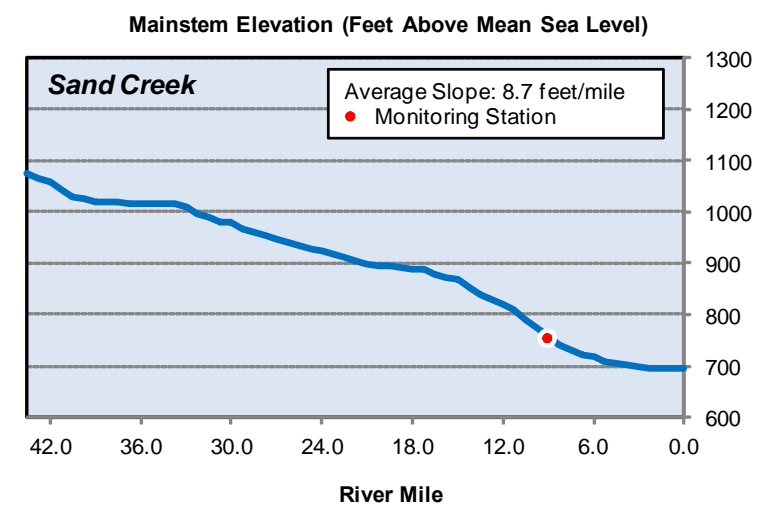 Mainstem Elevation (Feet Above Mean Sea Level)
Sand Creek
Average Slope: 8.7 feet/mile
Monitoring Station
1300
1200
1100
1000
900
800
700
600
42.0 36.0 30.0 24.0 18.0 12.0 6.0 0.0
River Mile